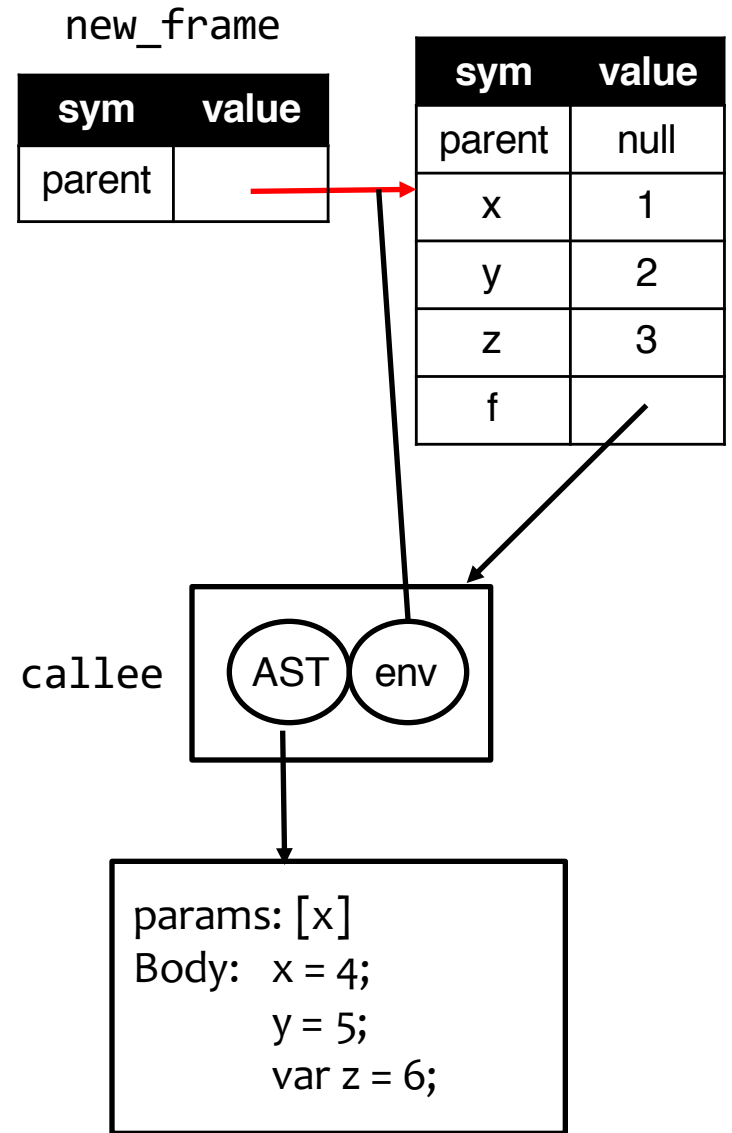 new_frame
sym value
parent
sym value
parent null
x 1
y 2
z 3
f
callee
AST env
params: [x]
Body: x = 4;
y = 5;
var z = 6;